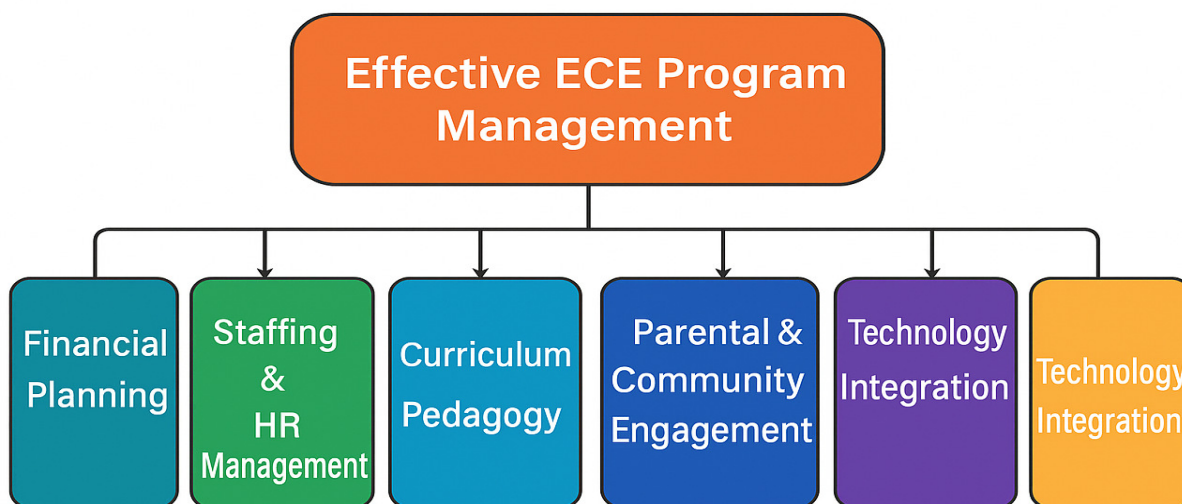 Effective ECE Program
Management
Financial
Planning
Staffing
&
HR
Management
Curriculum
Pedagogy
Parental &
Community
Engagement
Technology
Integration
Technology
Integration